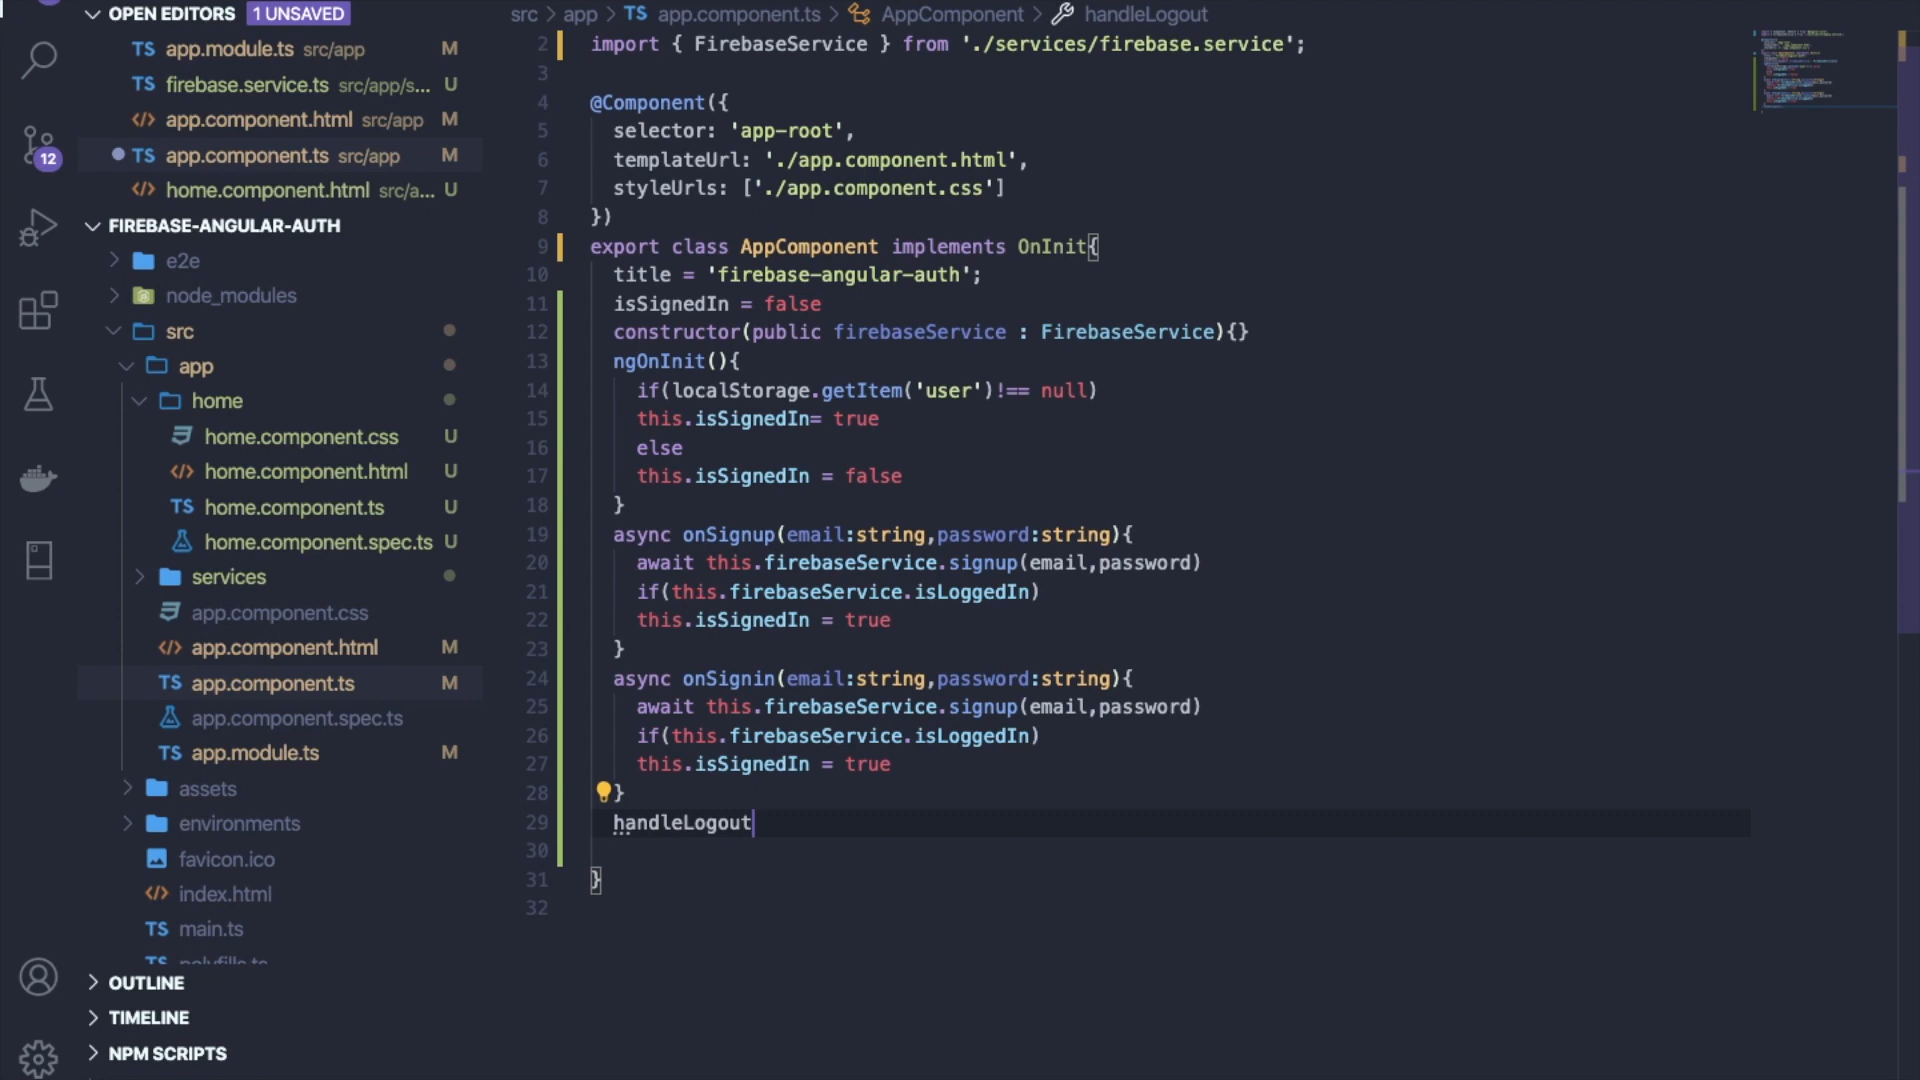 OPEN EDITORS 1 UNSAVED
TS app.module.ts src/app M
TS firebase.service.ts src/app/s... U
</> app.component.html src/app M
TS app.component.ts src/app M
</> home.component.html src/a... U
12
FIREBASE-ANGULAR-AUTH
e2e
node_modules
src
app
home
home.component.css U
</> home.component.html U
TS home.component.ts U
home.component.spec.ts U
services
app.component.css
</> app.component.html M
TS app.component.ts M
app.component.spec.ts
TS app.module.ts M
assets
environments
favicon.ico
</> index.html
TS main.ts
TS polyfills.ts
OUTLINE
TIMELINE
NPM SCRIPTS
src > app > TS app.component.ts > AppComponent > handleLogout
2 import { FirebaseService } from './services/firebase.service';
3
4 @Component({
5 selector: 'app-root',
6 templateUrl: './app.component.html',
7 styleUrls: ['./app.component.css']
8 })
9 export class AppComponent implements OnInit{
10 title = 'firebase-angular-auth';
11 isSignedIn = false
12 constructor(public firebaseService : FirebaseService){}
13 ngOnInit(){
14 if(localStorage.getItem('user')!== null)
15 this.isSignedIn= true
16 else
17 this.isSignedIn = false
18 }
19 async onSignup(email:string,password:string){
20 await this.firebaseService.signup(email,password)
21 if(this.firebaseService.isLoggedIn)
22 this.isSignedIn = true
23 }
24 async onSignin(email:string,password:string){
25 await this.firebaseService.signup(email,password)
26 if(this.firebaseService.isLoggedIn)
27 this.isSignedIn = true
28 }
29 handleLogout
30
31 }
32